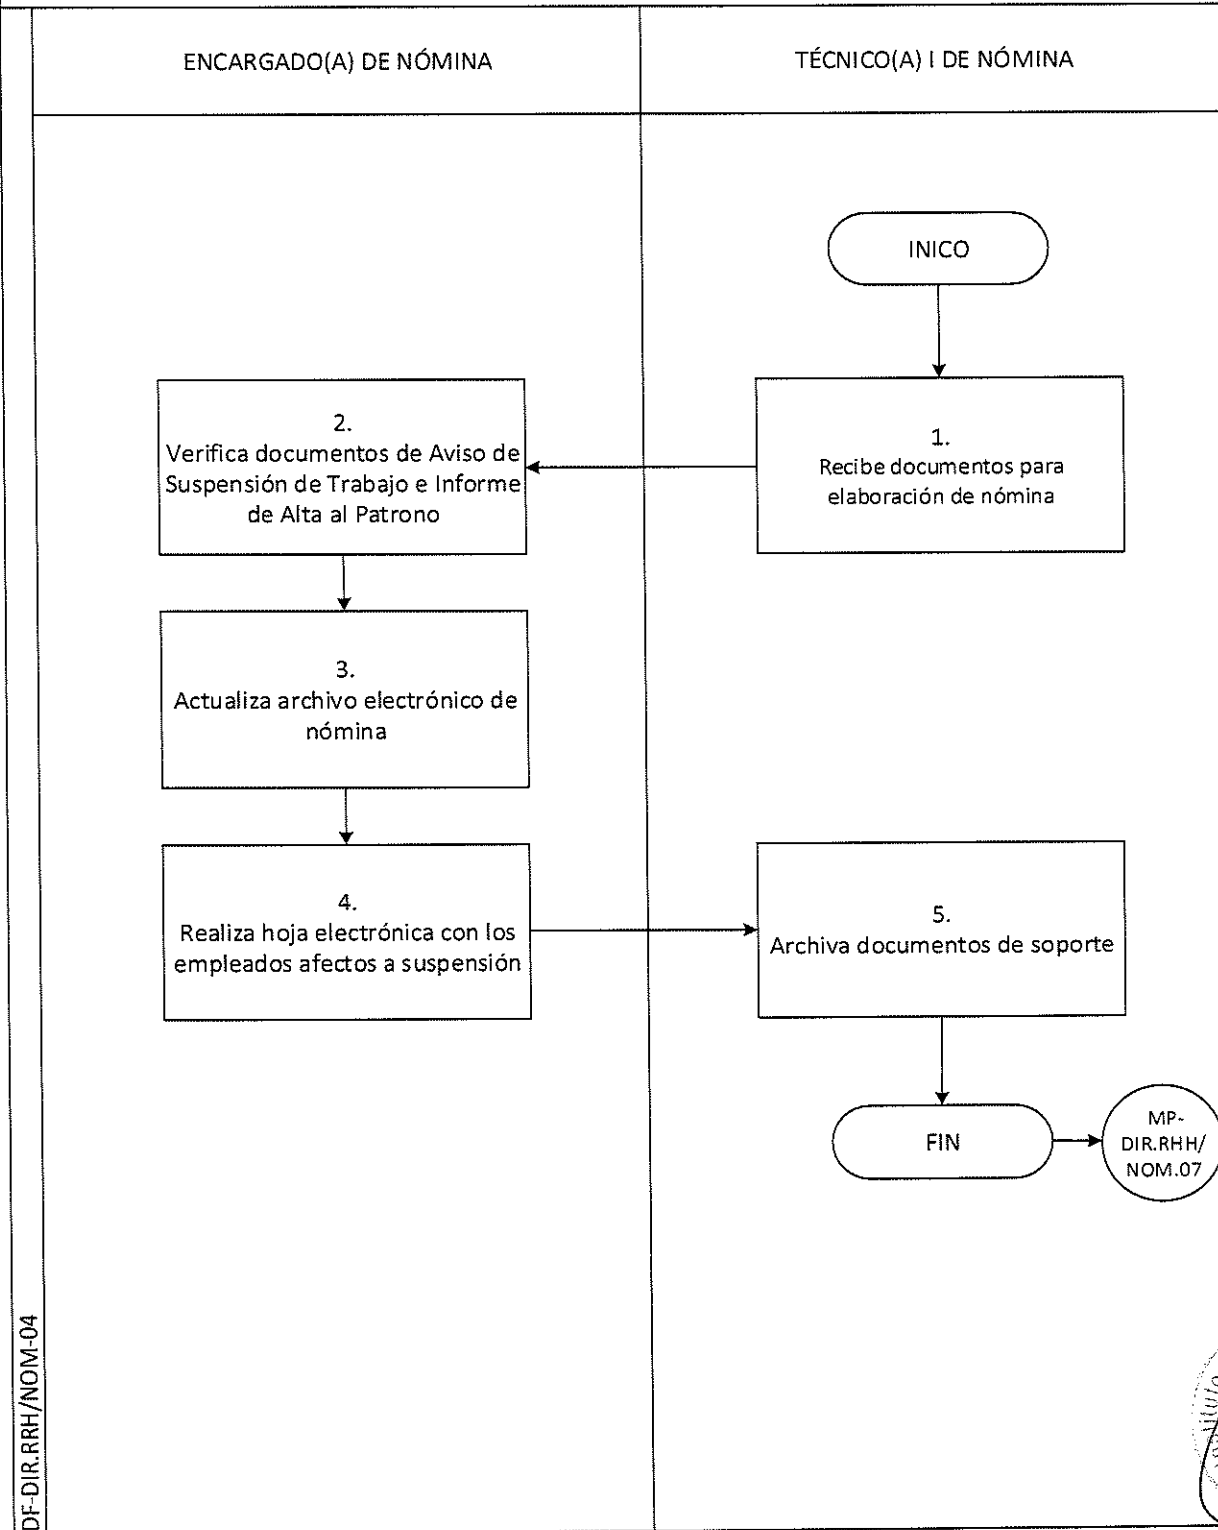 ENCARGADO(A) DE NÓMINA
TÉCNICO(A) I DE NÓMINA
INICO
1.
Recibe documentos para
elaboración de nómina
2.
Verifica documentos de Aviso de
Suspensión de Trabajo e Informe
de Alta al Patrono
3.
Actualiza archivo electrónico de
nómina
4.
Realiza hoja electrónica con los
empleados afectos a suspensión
5.
Archiva documentos de soporte
FIN
MP-
DIR.RHH/
NOM.07
DF-DIR.RRH/NOM-04